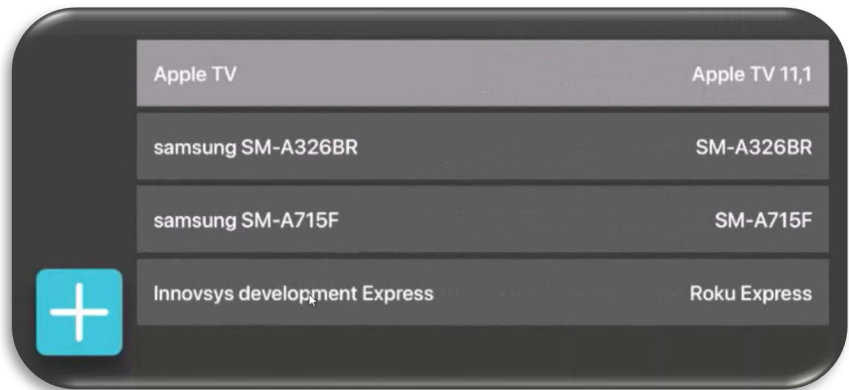 Apple TV Apple TV 11,1
samsung SM-A326BR SM-A326BR
samsung SM-A715F SM-A715F
Innovsys development Express Roku Express